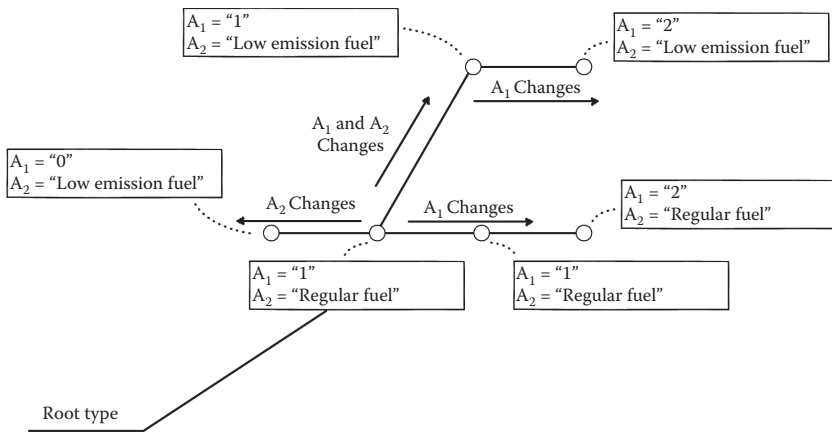 A₁ = “1”
A₂ = “Low emission fuel”
A₁ = “2”
A₂ = “Low emission fuel”
A₁ Changes
A₁ and A₂
Changes
A₁ = “0”
A₂ = “Low emission fuel”
A₂ Changes
A₁ Changes
A₁ = “2”
A₂ = “Regular fuel”
A₁ = “1”
A₂ = “Regular fuel”
A₁ = “1”
A₂ = “Regular fuel”
Root type